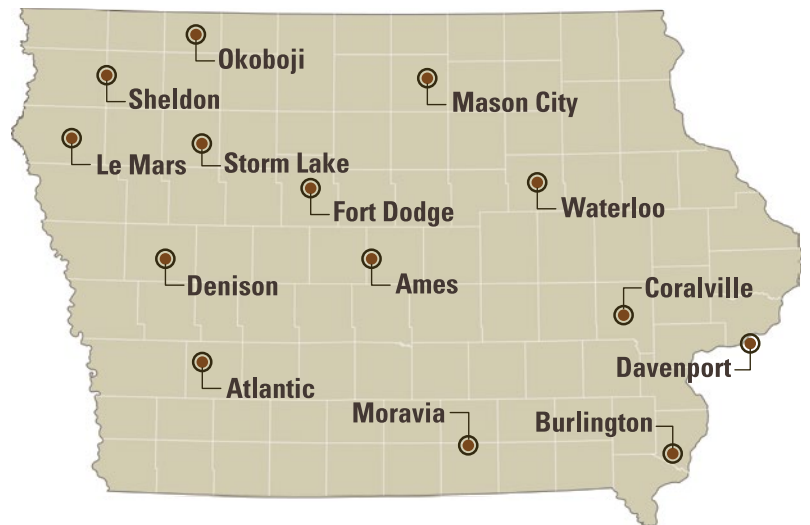 Okoboji
Sheldon
Mason City
Le Mars
Storm Lake
Fort Dodge
Waterloo
Denison
Ames
Coralville
Davenport
Atlantic
Moravia
Burlington